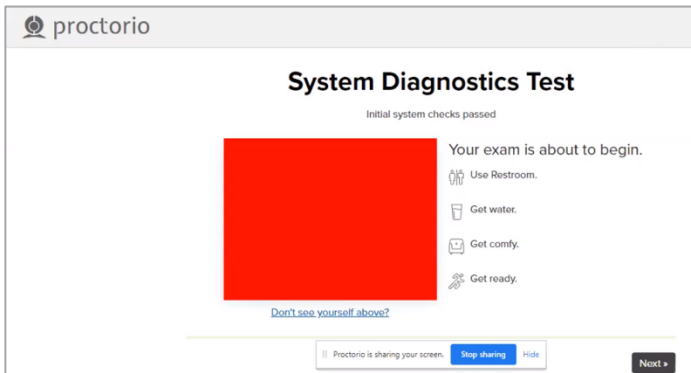 proctorio
System Diagnostics Test
Initial system checks passed
Your exam is about to begin.
Use Restroom.
Get water.
Get comfy.
Get ready.
Don't see yourself above?
Proctorio is sharing your screen. Stop sharing Hide
Next »